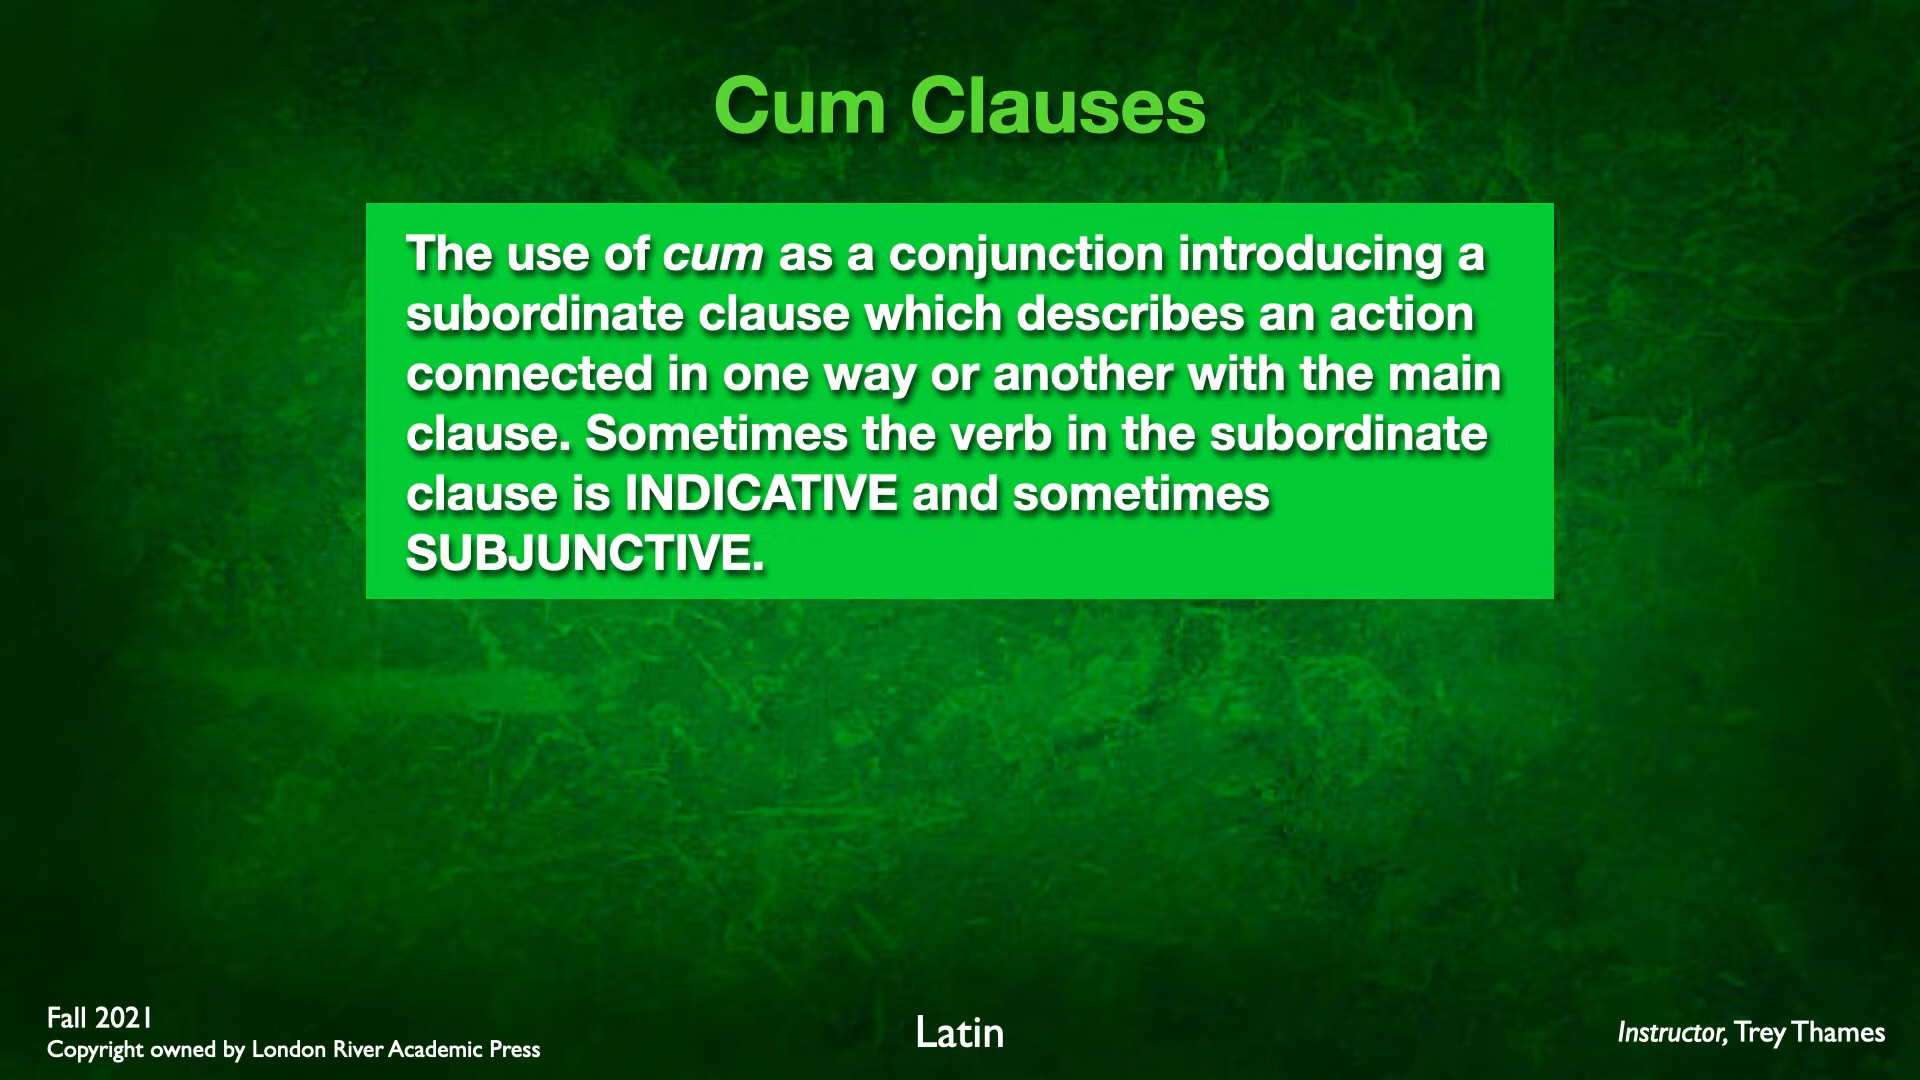 Cum Clauses
The use of cum as a conjunction introducing a
subordinate clause which describes an action
connected in one way or another with the main
clause. Sometimes the verb in the subordinate
clause is INDICATIVE and sometimes
SUBJUNCTIVE.
Fall 2021
Copyright owned by London River Academic Press
Latin
Instructor, Trey Thames